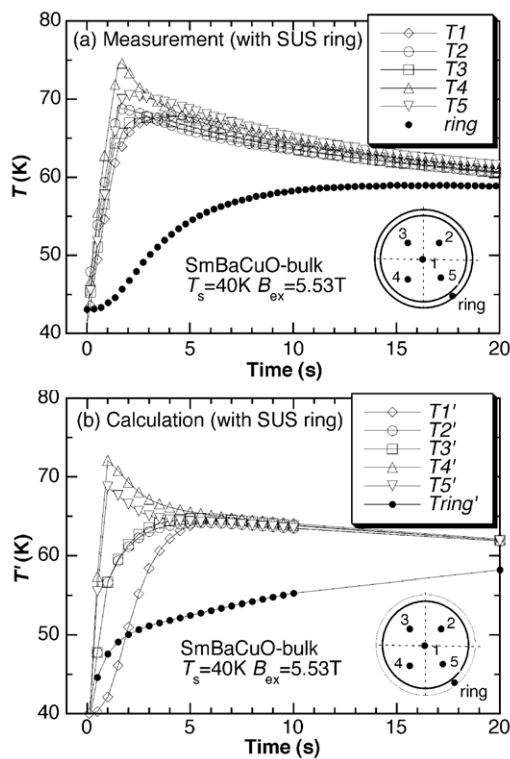 80
(a) Measurement (with SUS ring)
T1
T2
T3
T4
T5
ring
70
T (K)
60
50
40
SmBaCuO-bulk
Ts=40K Bex=5.53T
3
2
1
4
5
ring
0
5
10
15
20
Time (s)
80
(b) Calculation (with SUS ring)
T1'
T2'
T3'
T4'
T5'
Tring'
70
T' (K)
60
50
40
SmBaCuO-bulk
Ts=40K Bex=5.53T
3
2
1
4
5
ring
0
5
10
15
20
Time (s)